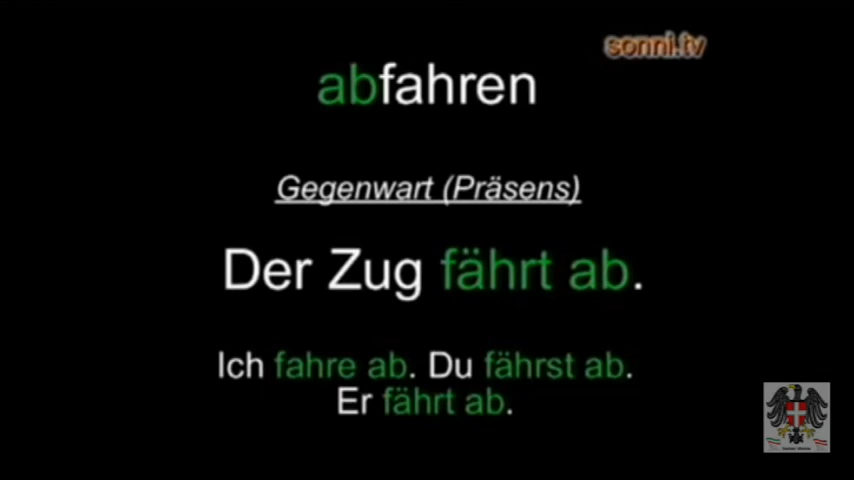 sonni.tv
abfahren
Gegenwart (Präsens)
Der Zug fährt ab.
Ich fahre ab. Du fährst ab.
Er fährt ab.